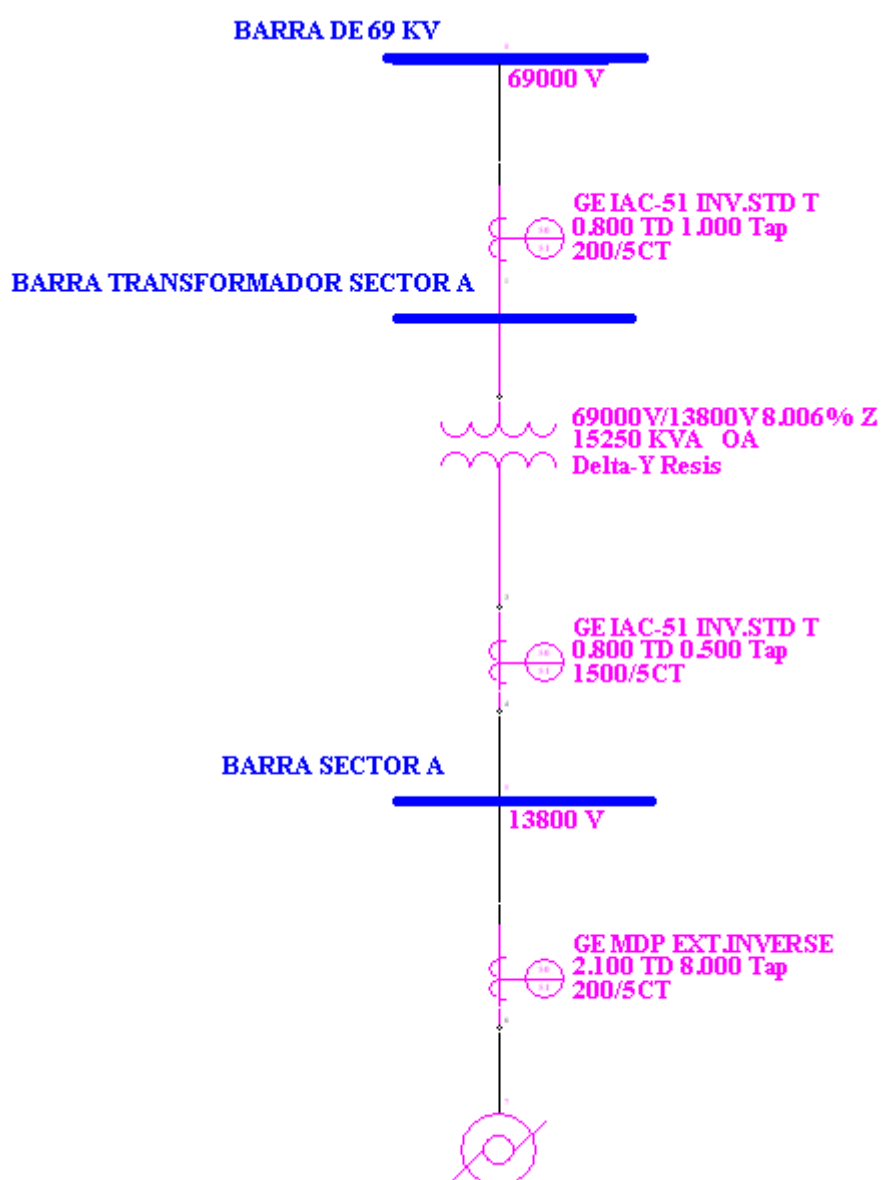 BARRA DE 69 KV
69000 V
GE IAC-51 INV.STD T
0.800 TD 1.000 Tap
200/5CT
BARRA TRANSFORMADOR SECTOR A
69000V/13800V 8.006% Z
15250 KVA OA
Delta-Y Resis
GE IAC-51 INV.STD T
0.800 TD 0.500 Tap
1500/5CT
BARRA SECTOR A
13800 V
GE MDP EXT.INVERSE
2.100 TD 8.000 Tap
200/5CT